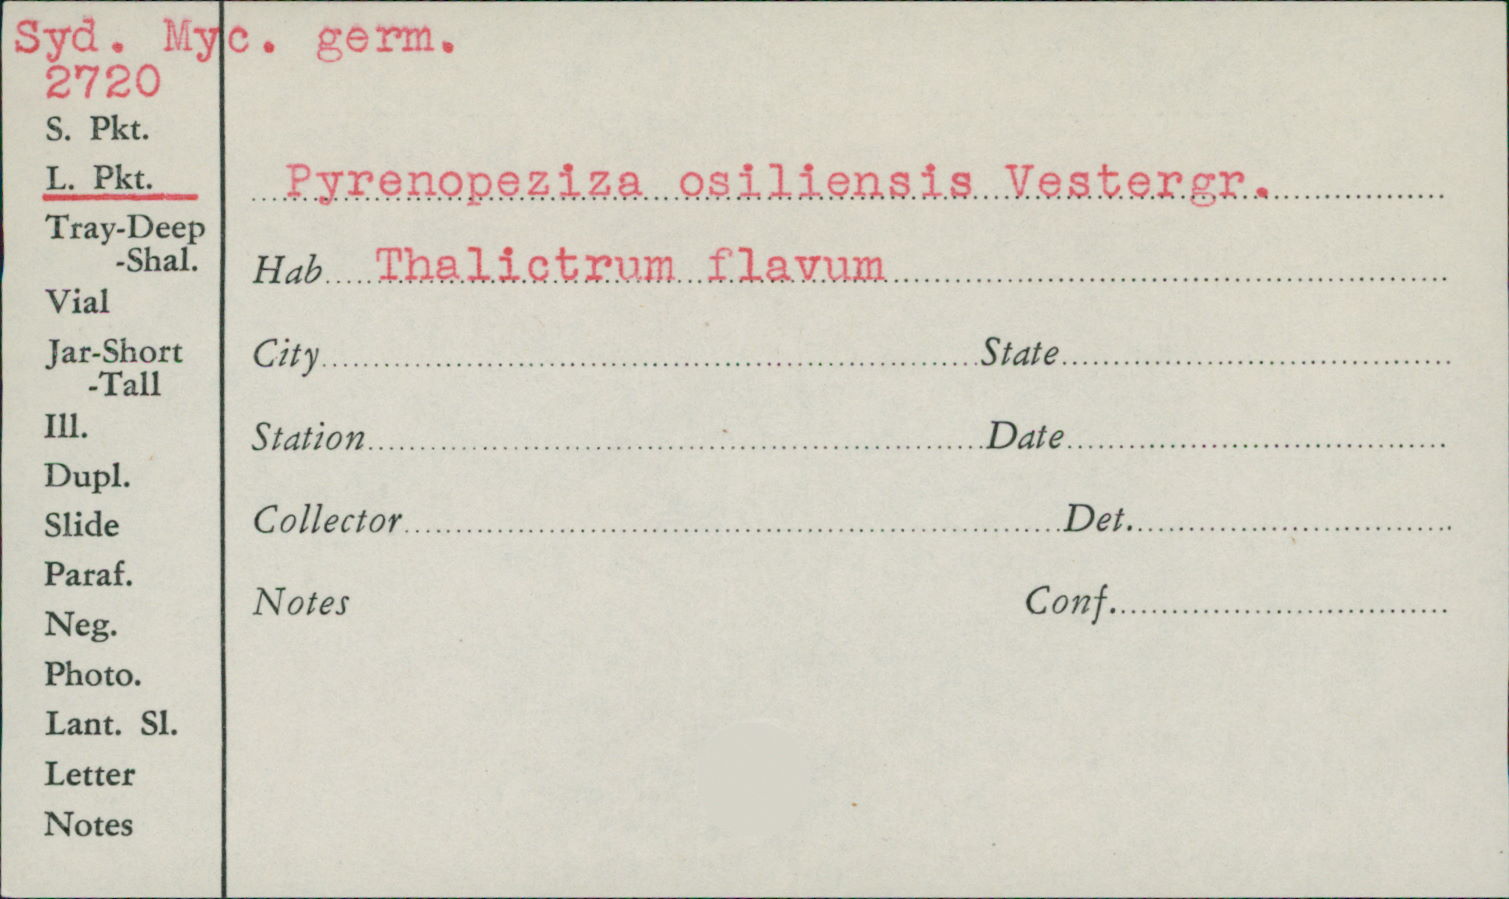 Syd. Myc. germ.
2720
S. Pkt.
L. Pkt.
Tray-Deep
-Shal.
Vial
Jar-Short
-Tall
Ill.
Dupl.
Slide
Paraf.
Neg.
Photo.
Lant. Sl.
Letter
Notes
Pyrenopeziza osiliensis Vestergr.
Hab Thalictrum flavum
City State
Station Date
Collector Det.
Notes Conf.